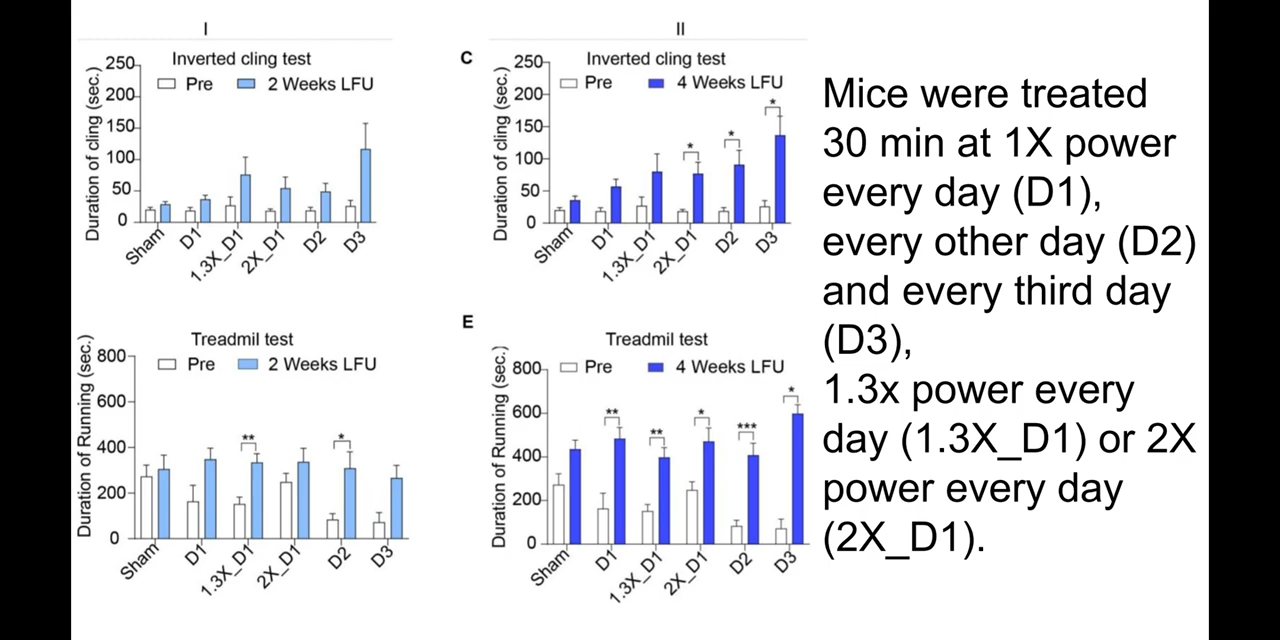 I
Inverted cling test
Pre 2 Weeks LFU
Duration of cling (sec.)
250
200
150
100
50
0
Sham D1 1.3X_D1 2X_D1 D2 D3
Treadmil test
Pre 2 Weeks LFU
Duration of Running (sec.)
800
600
400
200
0
** *
Sham D1 1.3X_D1 2X_D1 D2 D3
II
C
Inverted cling test
Pre 4 Weeks LFU
Duration of cling (sec.)
250
200
150
100
50
0
* * *
Sham D1 1.3X_D1 2X_D1 D2 D3
E
Treadmil test
Pre 4 Weeks LFU
Duration of Running (sec.)
800
600
400
200
0
** ** * *** *
Sham D1 1.3X_D1 2X_D1 D2 D3
Mice were treated
30 min at 1X power
every day (D1),
every other day (D2)
and every third day
(D3),
1.3x power every
day (1.3X_D1) or 2X
power every day
(2X_D1).